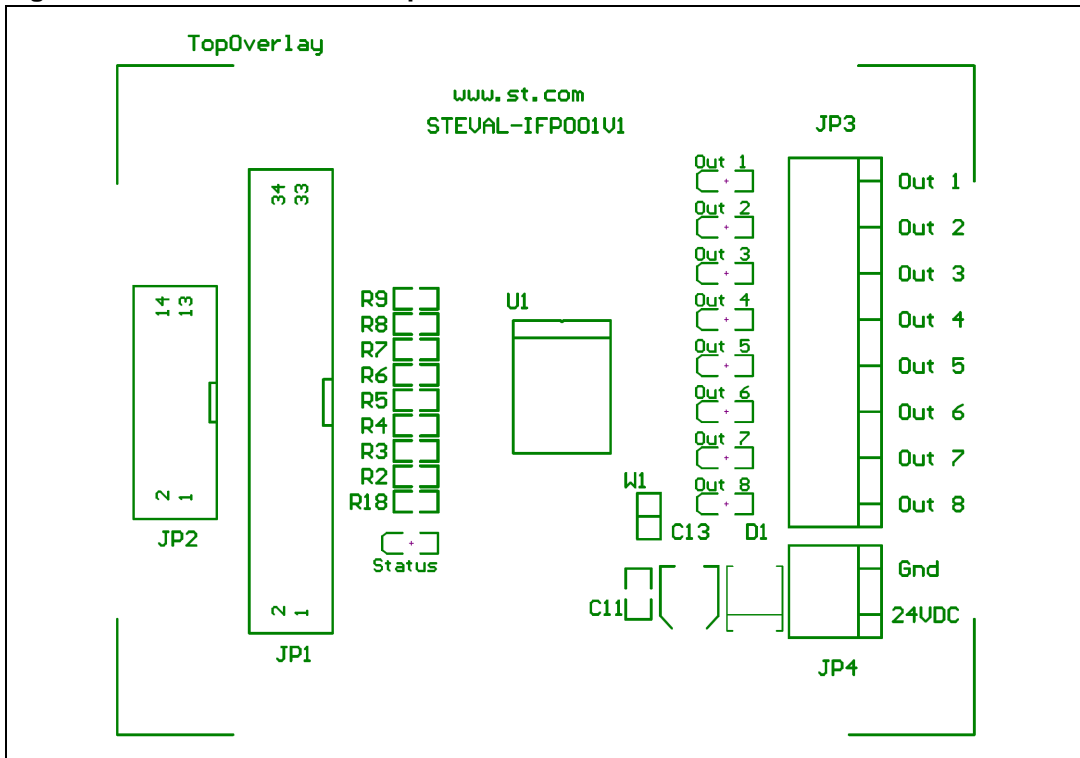 TopOverlay
www.st.com
STEVAL-IFP001V1
JP3
Out 1
Out 1
Out 2
Out 2
Out 3
Out 3
Out 4
Out 4
Out 5
Out 5
Out 6
Out 6
Out 7
Out 7
Out 8
Out 8
34 33
14 13
2 1
JP2
2 1
JP1
R9
R8
R7
R6
R5
R4
R3
R2
R18
Status
U1
W1
C13
D1
C11
Gnd
24VDC
JP4